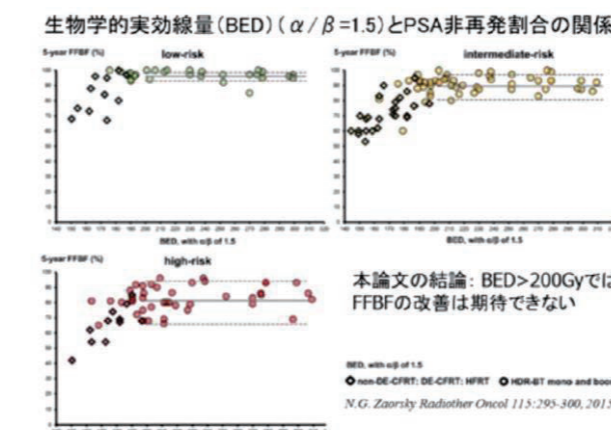 生物学的実効線量(BED)(α/β=1.5)とPSA非再発割合の関係
5-year FFBF (%)
low-risk
BED, with α/β of 1.5
5-year FFBF (%)
intermediate-risk
BED, with α/β of 1.5
5-year FFBF (%)
high-risk
本論文の結論: BED>200Gyでは
FFBFの改善は期待できない
BED, with α/β of 1.5
non-DE-CFRT; DE-CFRT; HFRT HDR-BT mono and boo
N.G. Zaorsky Radiother Oncol 115:295-300, 2015